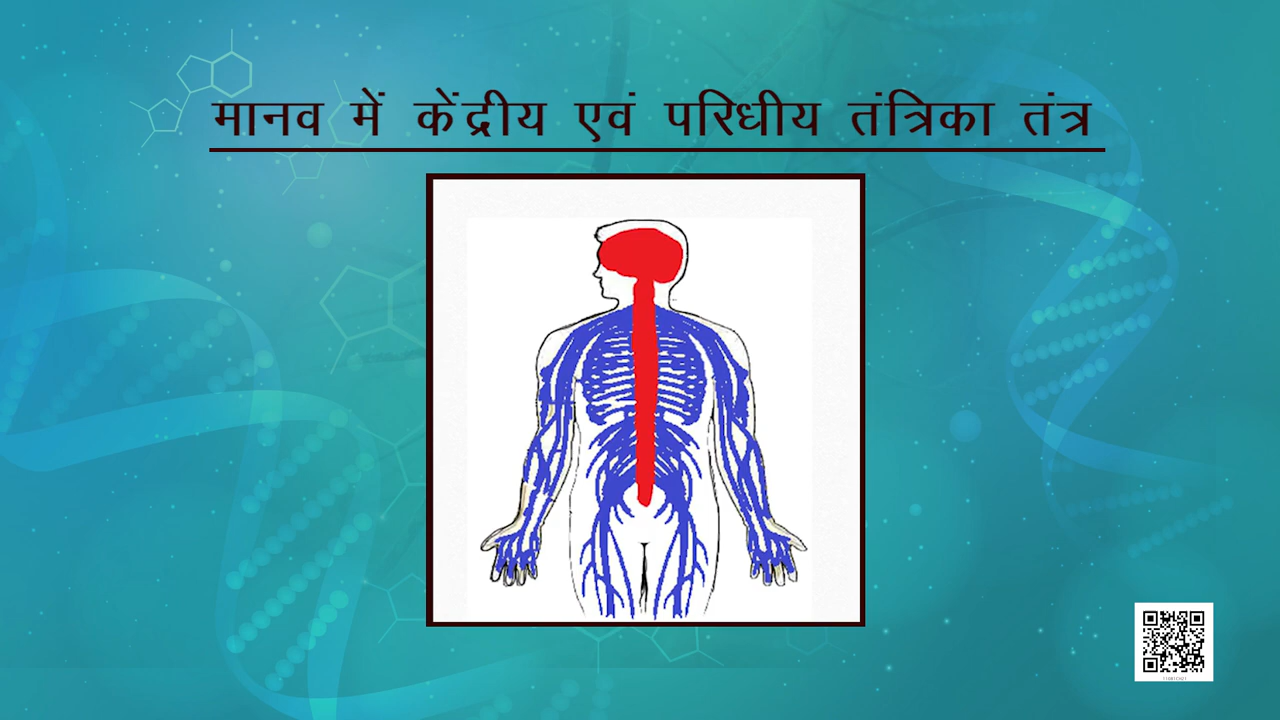 मानव में केंद्रीय एवं परिधीय तंत्रिका तंत्र